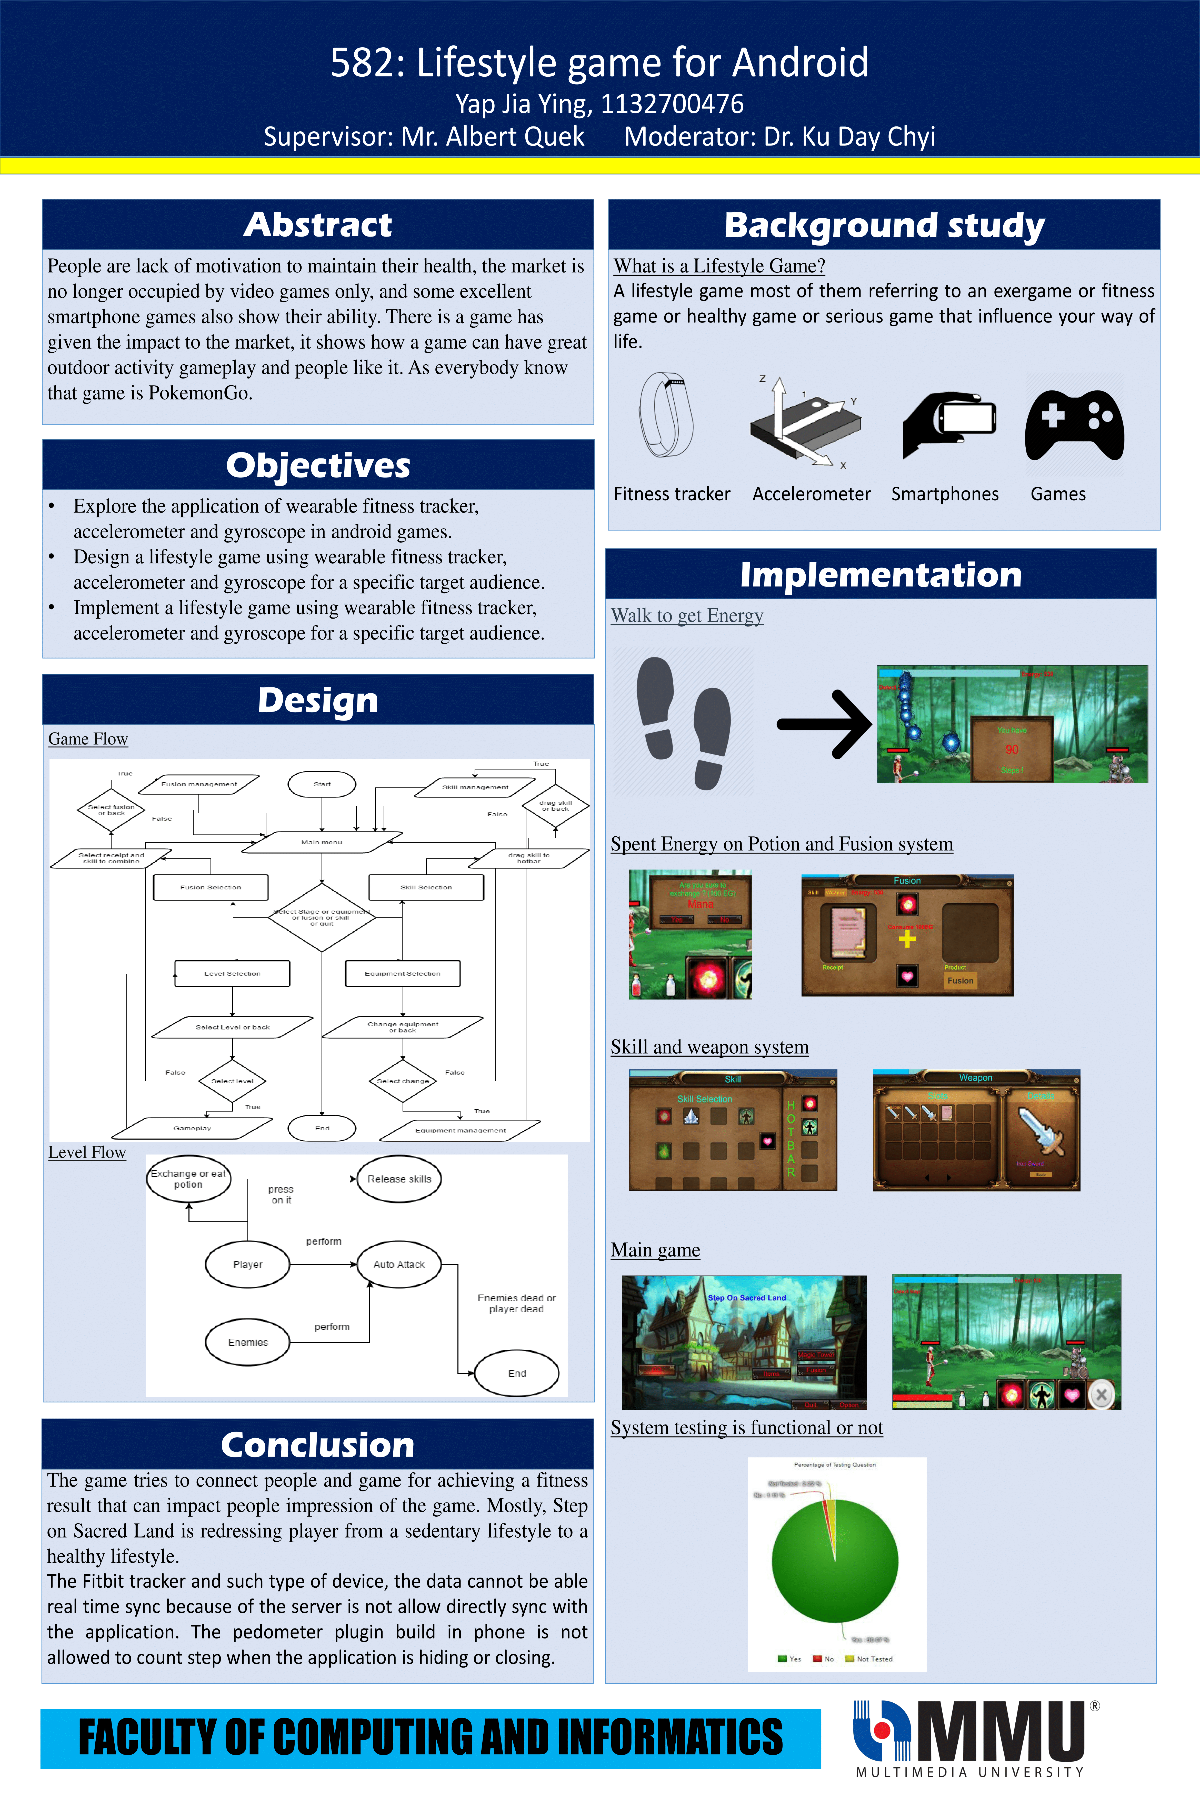 582: Lifestyle game for Android
Yap Jia Ying, 1132700476
Supervisor: Mr. Albert Quek Moderator: Dr. Ku Day Chyi
Abstract
People are lack of motivation to maintain their health, the market is
no longer occupied by video games only, and some excellent
smartphone games also show their ability. There is a game has
given the impact to the market, it shows how a game can have great
outdoor activity gameplay and people like it. As everybody know
that game is PokemonGo.
Objectives
• Explore the application of wearable fitness tracker,
accelerometer and gyroscope in android games.
• Design a lifestyle game using wearable fitness tracker,
accelerometer and gyroscope for a specific target audience.
• Implement a lifestyle game using wearable fitness tracker,
accelerometer and gyroscope for a specific target audience.
Design
Game Flow
True
Fusion management
Start
Skill management
True
Select fusion
or back
False
drag skill
or back
False
Main menu
Select receipt and
skill to combine
drag skill to
hotbar
Fusion Selection
Skill Selection
Select Stage or equipment
or fusion or skill
or quit
Level Selection
Equipment Selection
Select Level or back
Change equipment
or back
False
Select level
Select change
False
True
True
Gameplay
End
Equipment management
Level Flow
Exchange or eat
potion
press
on it
Release skills
Player
perform
Auto Attack
Enemies
perform
Enemies dead or
player dead
End
Conclusion
The game tries to connect people and game for achieving a fitness
result that can impact people impression of the game. Mostly, Step
on Sacred Land is redressing player from a sedentary lifestyle to a
healthy lifestyle.
The Fitbit tracker and such type of device, the data cannot be able
real time sync because of the server is not allow directly sync with
the application. The pedometer plugin build in phone is not
allowed to count step when the application is hiding or closing.
Background study
What is a Lifestyle Game?
A lifestyle game most of them referring to an exergame or fitness
game or healthy game or serious game that influence your way of
life.
Z
1
Y
X
Fitness tracker Accelerometer Smartphones Games
Implementation
Walk to get Energy
You have
90
Steps !
Spent Energy on Potion and Fusion system
Are you sure to
exchange ? (100 EG)
Mana
Yes No
Fusion
Skill
Receipt
Product
Fusion
Skill and weapon system
Skill
Skill Selection
HOTBAR
Weapon
Main game
Step On Sacred Land
Quit
Option
System testing is functional or not
Percentage of Testing Question
Yes No Not Tested
FACULTY OF COMPUTING AND INFORMATICS
MMU®
MULTIMEDIA UNIVERSITY